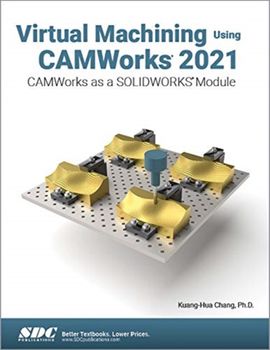 Virtual Machining Using
CAMWorks® 2021
CAMWorks as a SOLIDWORKS® Module
Kuang-Hua Chang, Ph.D.
SDC
PUBLICATIONS
Better Textbooks. Lower Prices.
www.SDCpublications.com